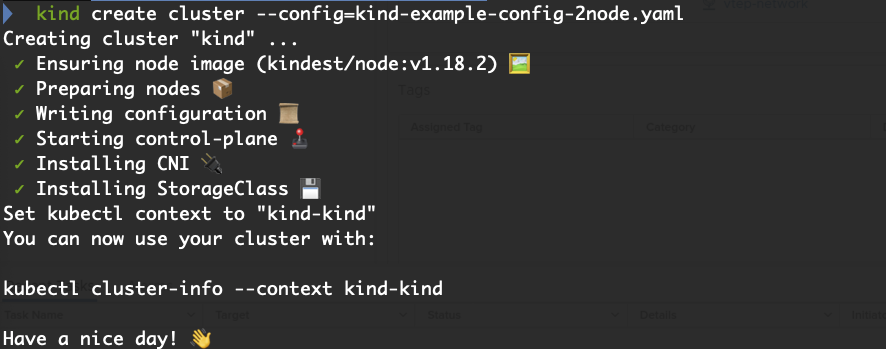 kind create cluster --config=kind-example-config-2node.yaml
Creating cluster "kind" ...
✓ Ensuring node image (kindest/node:v1.18.2) 🖼
✓ Preparing nodes 📦
✓ Writing configuration 📜
✓ Starting control-plane 🕹️
✓ Installing CNI 🔌
✓ Installing StorageClass 💾
Set kubectl context to "kind-kind"
You can now use your cluster with:
kubectl cluster-info --context kind-kind
Have a nice day! 👋
Tags
Assigned Tag Category
Task Name Target Status Details